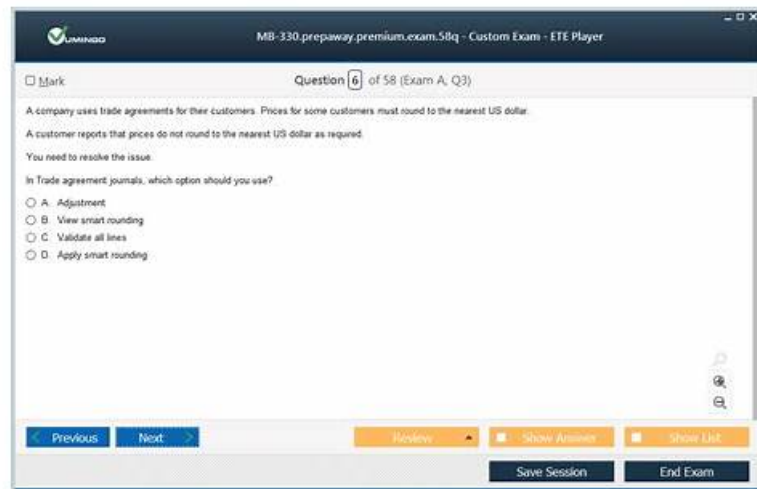 VUMINGO
MB-330.prepaway.premium.exam.58q - Custom Exam - ETE Player
Mark
Question 6 of 58 (Exam A, Q3)
A company uses trade agreements for their customers. Prices for some customers must round to the nearest US dollar.
A customer reports that prices do not round to the nearest US dollar as required.
You need to resolve the issue.
In Trade agreement journals, which option should you use?
A. Adjustment
B. View smart rounding
C. Validate all lines
D. Apply smart rounding
Previous Next Review Show Answer Show List
Save Session End Exam